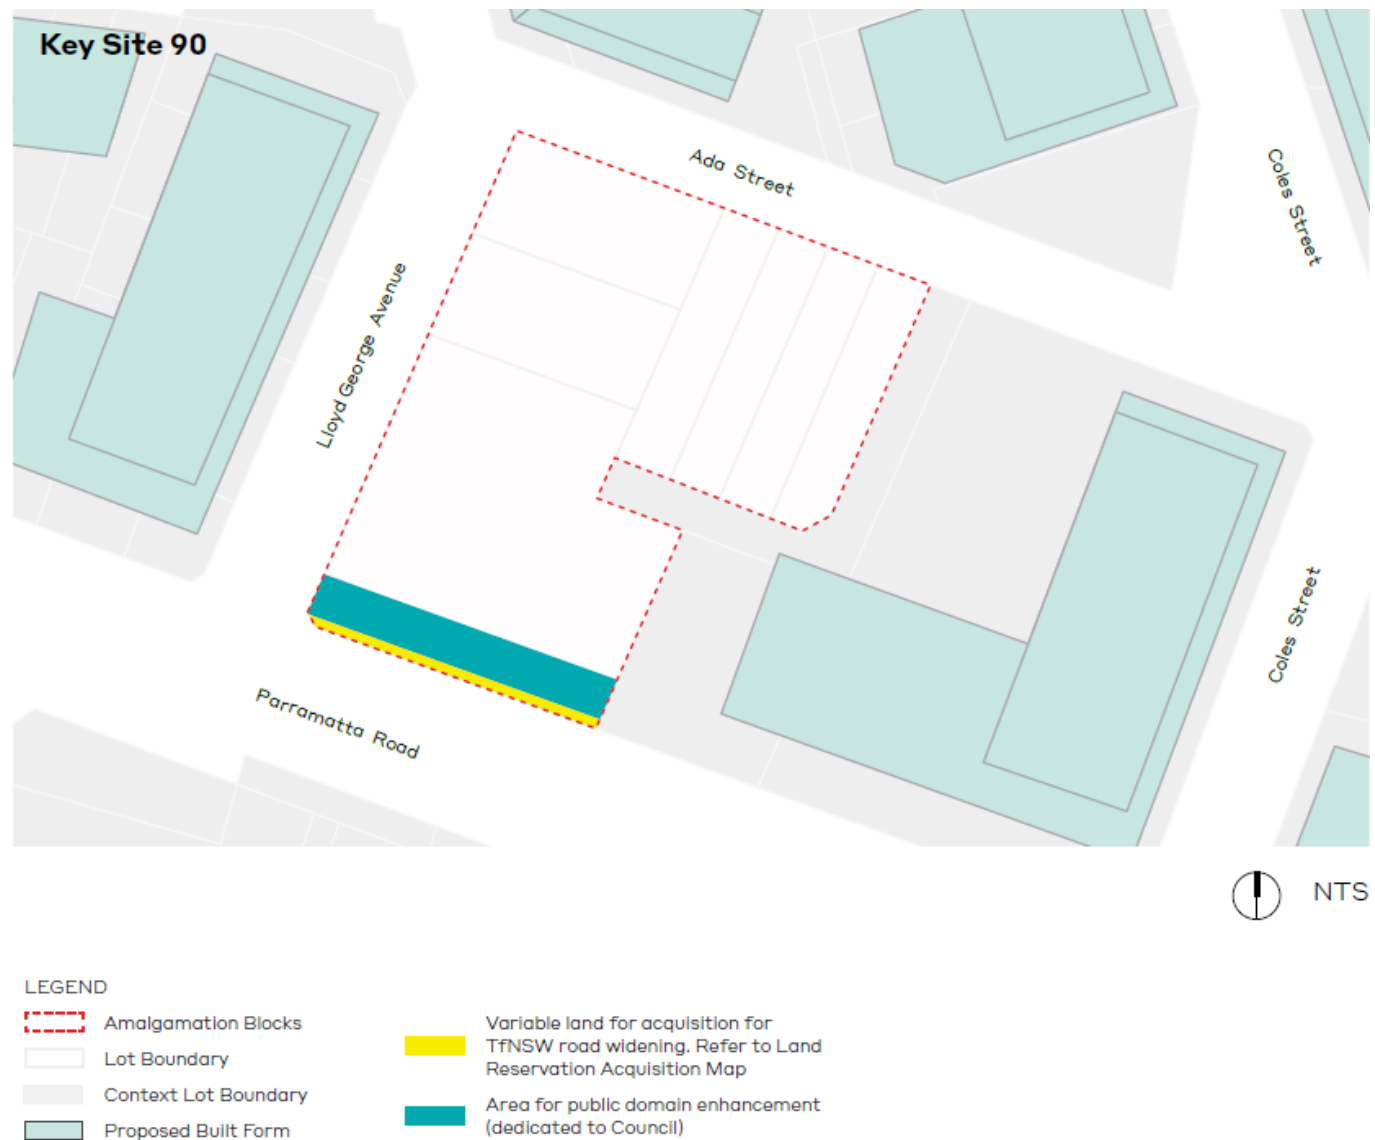 Key Site 90
Ada Street
Coles Street
Lloyd George Avenue
Coles Street
Parramatta Road
NTS
LEGEND
Amalgamation Blocks
Lot Boundary
Context Lot Boundary
Proposed Built Form
Variable land for acquisition for
TfNSW road widening. Refer to Land
Reservation Acquisition Map
Area for public domain enhancement
(dedicated to Council)